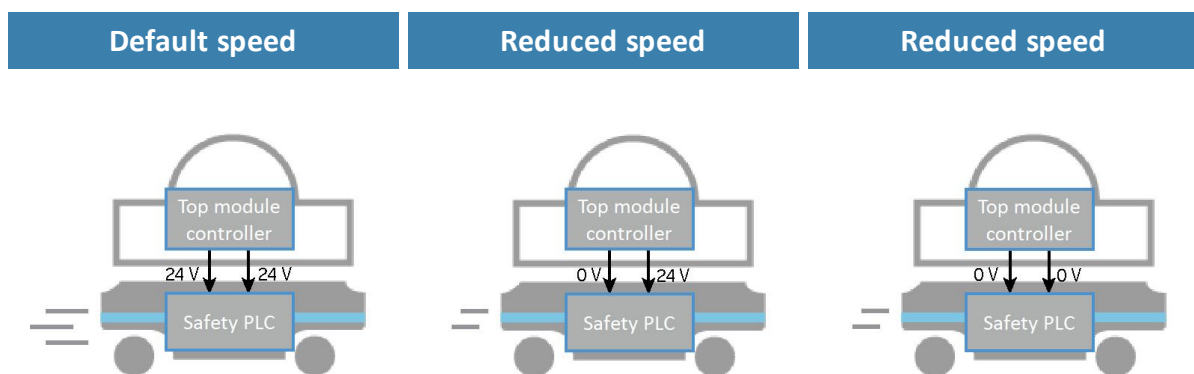 Default speed
Reduced speed
Reduced speed
Top module
controller
24 V 24 V
Safety PLC
Top module
controller
0 V 24 V
Safety PLC
Top module
controller
0 V 0 V
Safety PLC